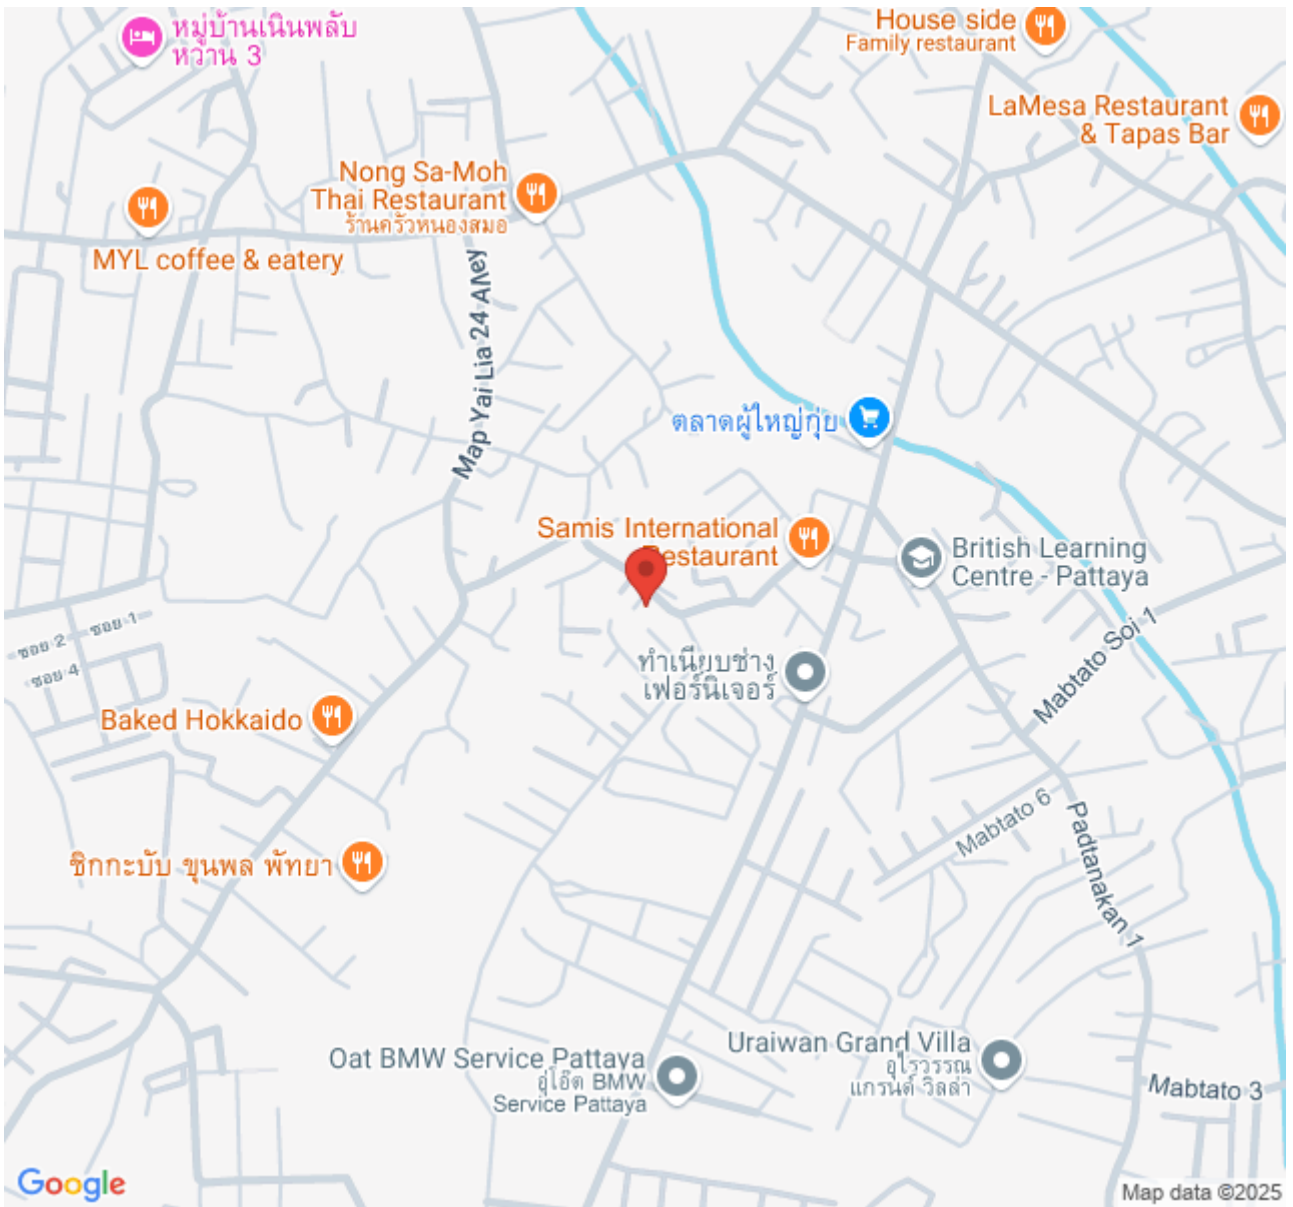 หมู่บ้านเนินพลับ
หวาน 3
House side
Family restaurant
LaMesa Restaurant
& Tapas Bar
Nong Sa-Moh
Thai Restaurant
ร้านครัวหนองสมอ
MYL coffee & eatery
Map Yai Lia 24 Alley
ตลาดผู้ใหญ่กุ่ย
Samis International
Restaurant
British Learning
Centre - Pattaya
ซอย 1
ซอย 2
ซอย 4
Mabtato Soi 1
ทำเนียบช่าง
เฟอร์นิเจอร์
Baked Hokkaido
Mabtato 6
Padtanakan 1
ชิกกะบับ ขุนพล พัทยา
Oat BMW Service Pattaya
อู่โอ๊ต BMW
Service Pattaya
Uraiwan Grand Villa
อุไรวรรณ
แกรนด์ วิลล่า
Mabtato 3
Google
Map data ©2025